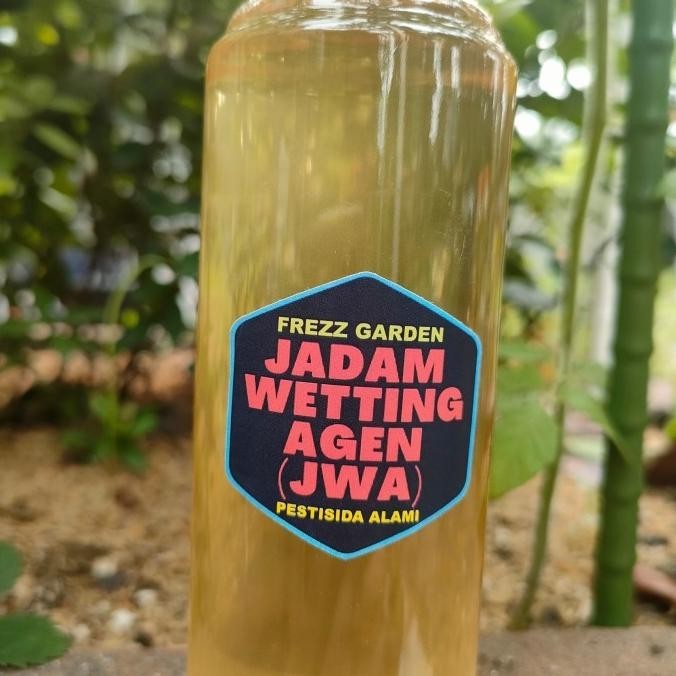 FREZZ GARDEN
JADAM
WETTING
AGEN
(JWA)
PESTISIDA ALAMI